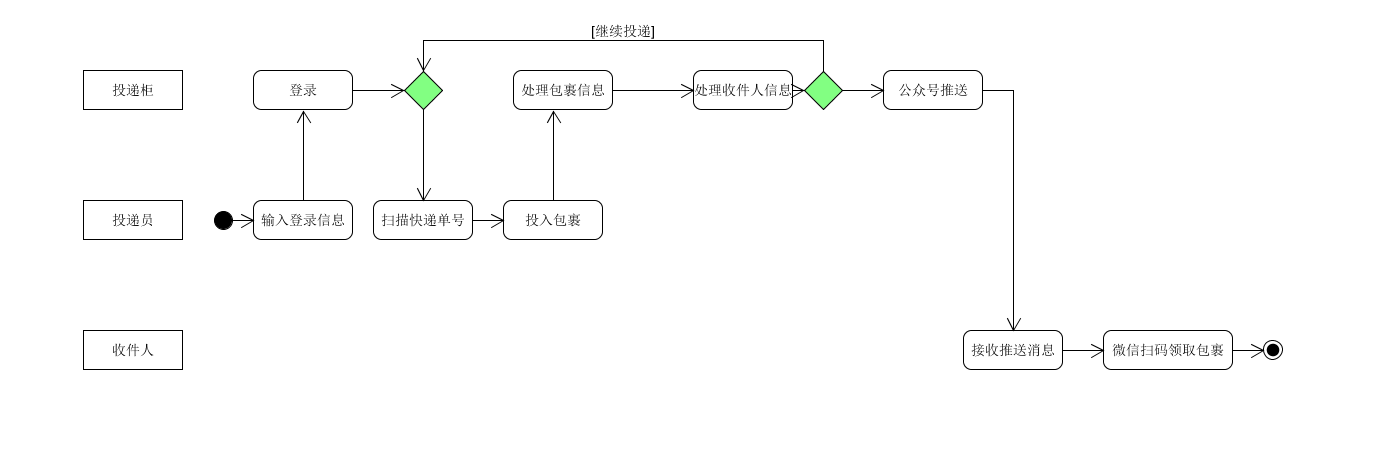 [继续投递]
投递柜
登录
处理包裹信息
处理收件人信息
公众号推送
投递员
输入登录信息
扫描快递单号
投入包裹
收件人
接收推送消息
微信扫码领取包裹